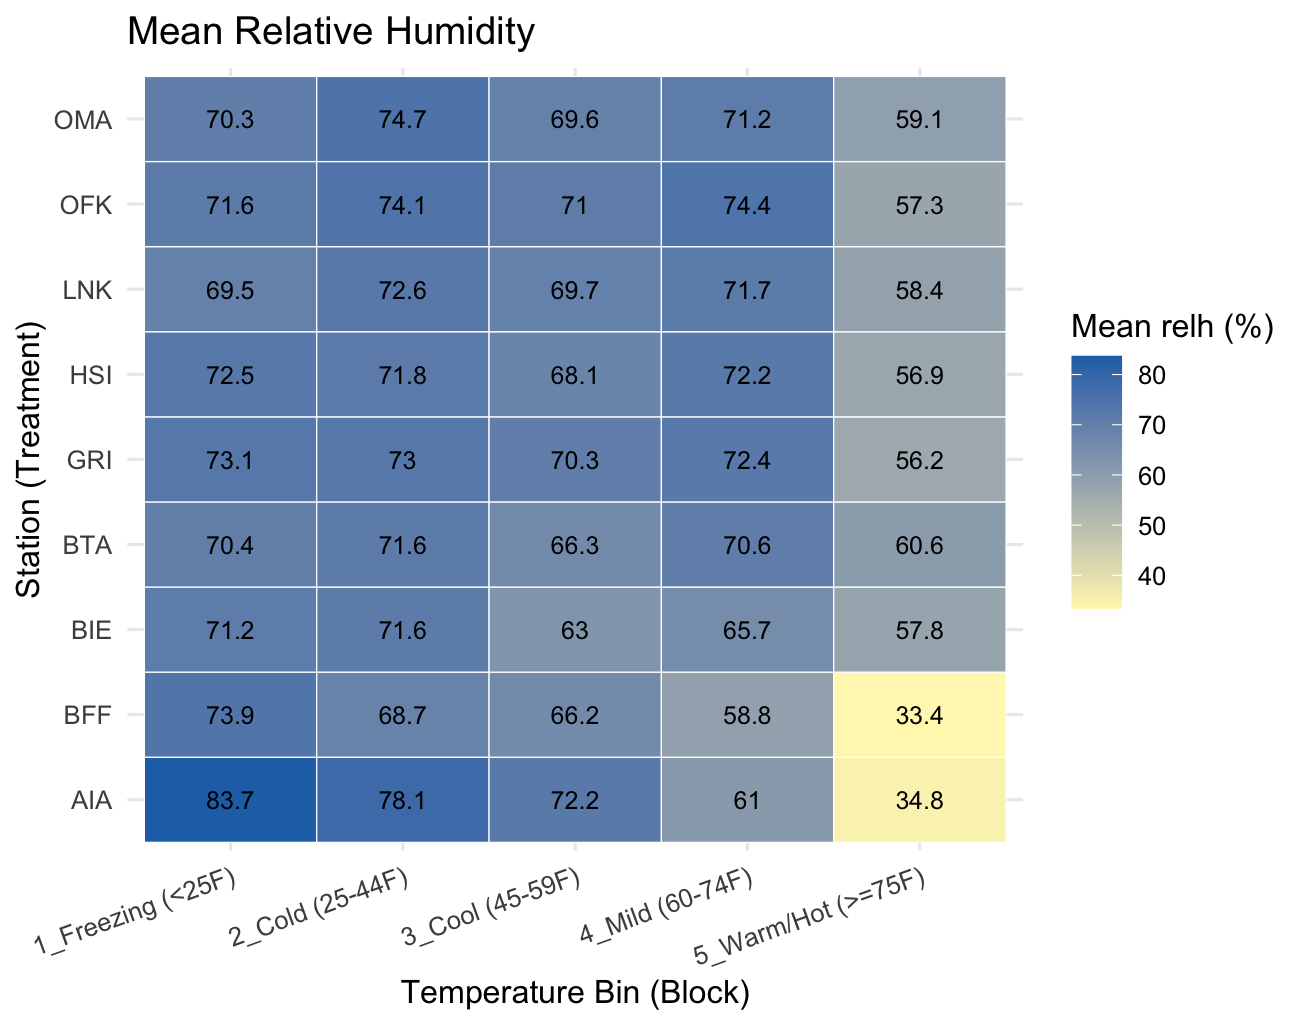 Mean Relative Humidity
Station (Treatment)
OMA 70.3 74.7 69.6 71.2 59.1
OFK 71.6 74.1 71 74.4 57.3
LNK 69.5 72.6 69.7 71.7 58.4
HSI 72.5 71.8 68.1 72.2 56.9
GRI 73.1 73 70.3 72.4 56.2
BTA 70.4 71.6 66.3 70.6 60.6
BIE 71.2 71.6 63 65.7 57.8
BFF 73.9 68.7 66.2 58.8 33.4
AIA 83.7 78.1 72.2 61 34.8
1_Freezing (<25F)
2_Cold (25-44F)
3_Cool (45-59F)
4_Mild (60-74F)
5_Warm/Hot (>=75F)
Temperature Bin (Block)
Mean relh (%)
80
70
60
50
40